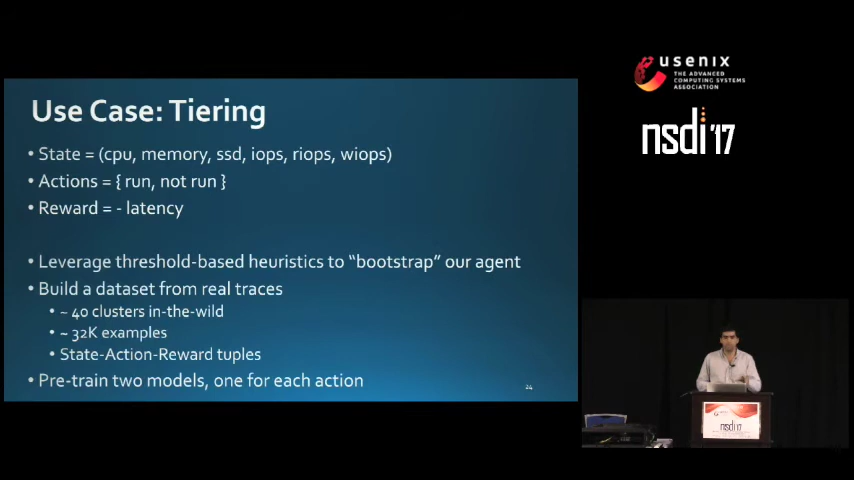 Use Case: Tiering
• State = (cpu, memory, ssd, iops, riops, wiops)
• Actions = { run, not run }
• Reward = - latency
• Leverage threshold-based heuristics to “bootstrap” our agent
• Build a dataset from real traces
• ~ 40 clusters in-the-wild
• ~ 32K examples
• State-Action-Reward tuples
• Pre-train two models, one for each action
24
usenix
THE ADVANCED
COMPUTING SYSTEMS
ASSOCIATION
nsdi '17
nsdi '17